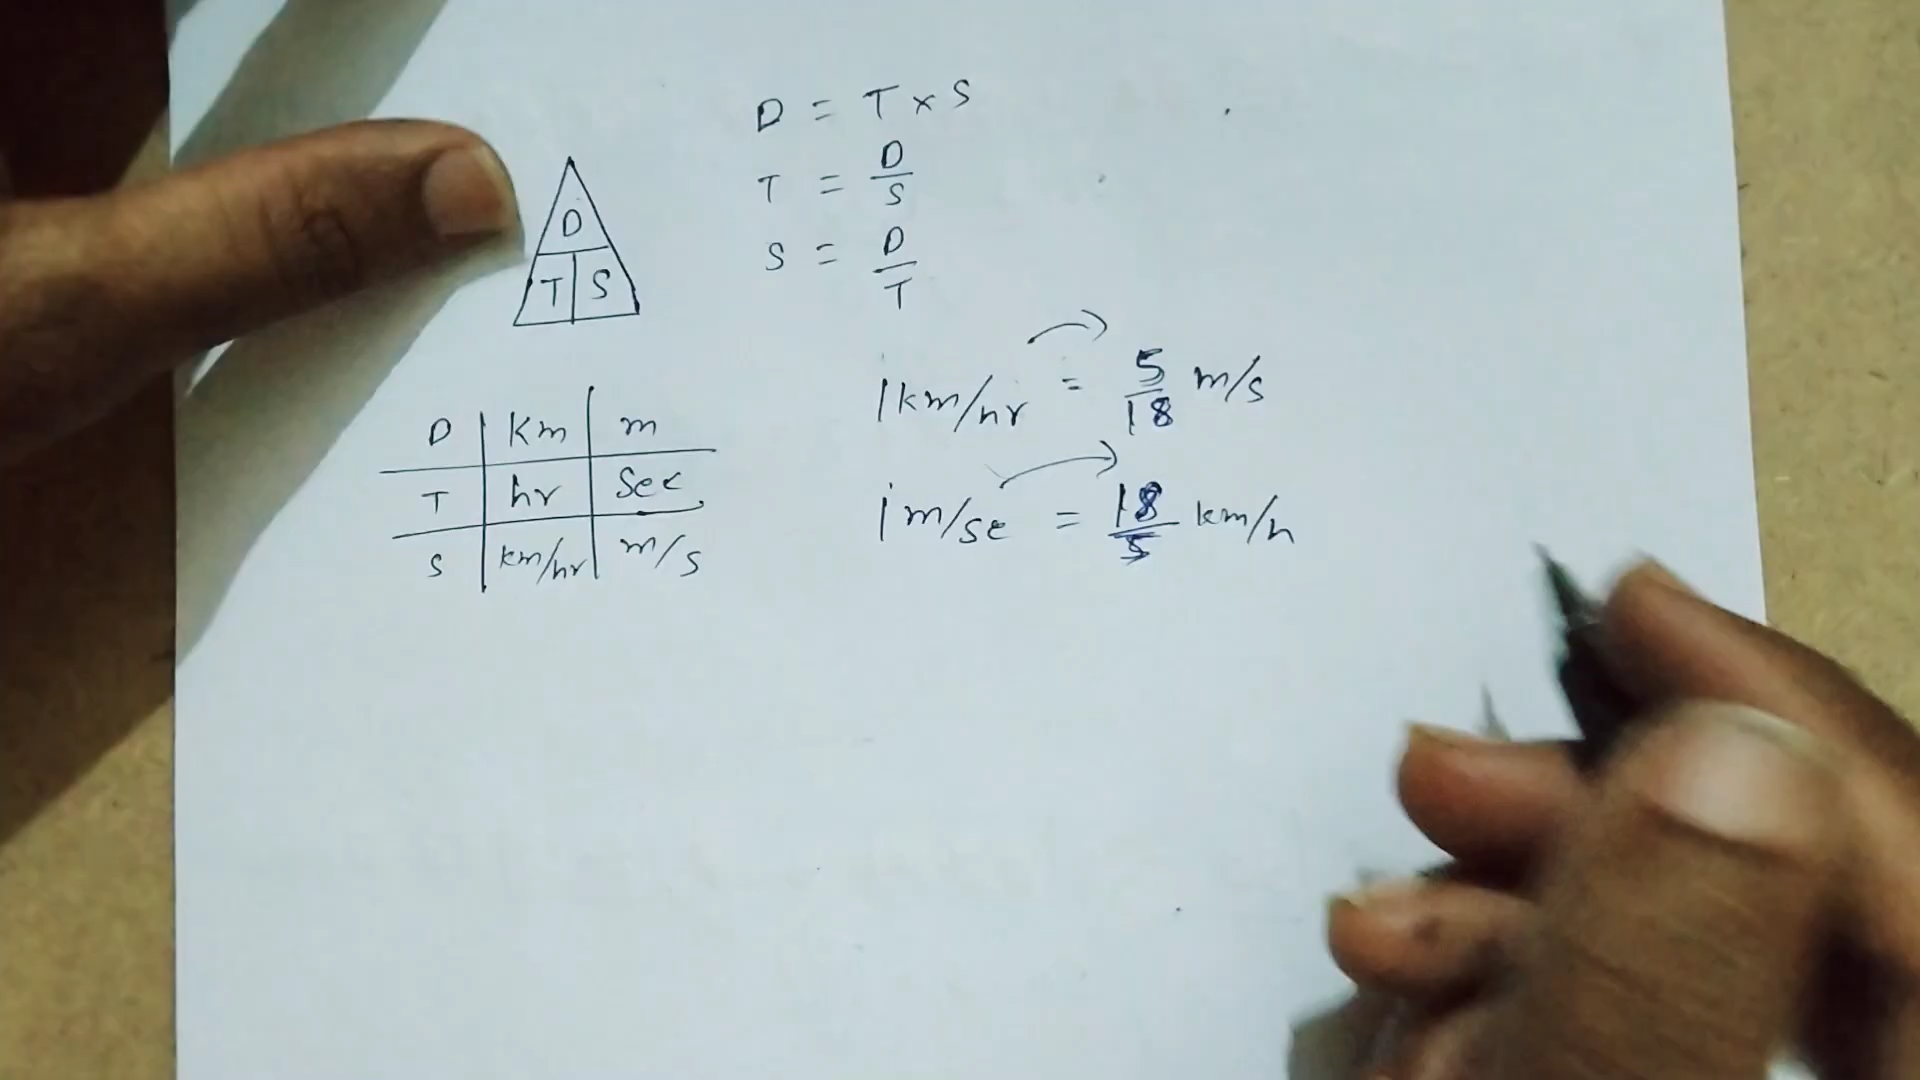 D = T x S
T = D/S
S = D/T
D
T S
1km/hr = 5/18 m/s
1m/se = 18/5 km/h
D Km m
T hr Sec
S km/hr m/s